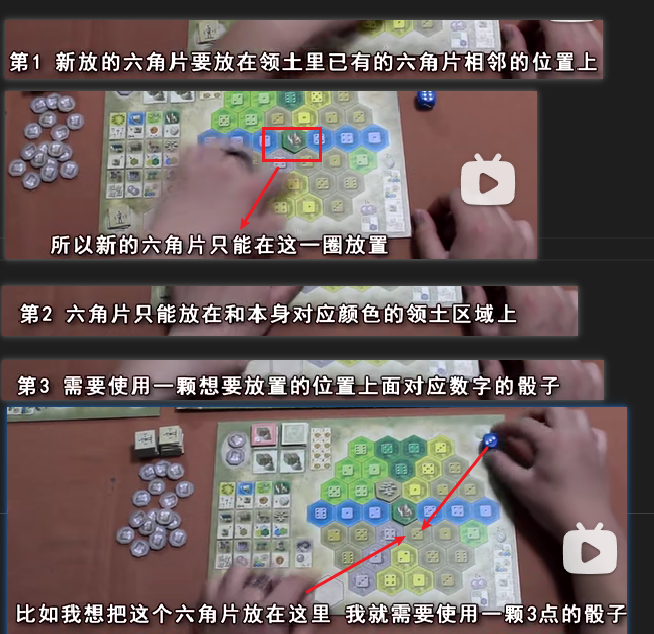 第1 新放的六角片要放在领土里已有的六角片相邻的位置上
所以新的六角片只能在这一圈放置
第2 六角片只能放在和本身对应颜色的领土区域上
第3 需要使用一颗想要放置的位置上面对应数字的骰子
比如我想把这个六角片放在这里 我就需要使用一颗3点的骰子